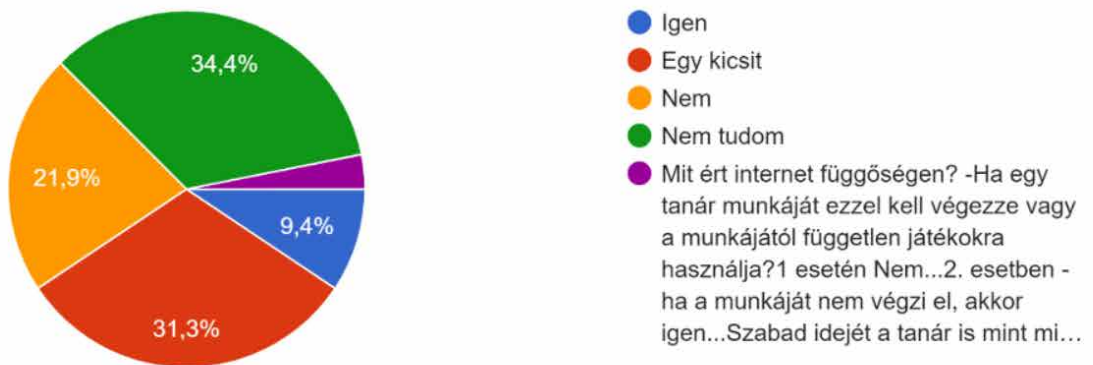 34,4%
21,9%
9,4%
31,3%
Igen
Egy kicsit
Nem
Nem tudom
Mit ért internet függőségen? -Ha egy
tanár munkáját ezzel kell végezze vagy
a munkájától független játékokra
használja?1 esetén Nem...2. esetben -
ha a munkáját nem végzi el, akkor
igen...Szabad idejét a tanár is mint mi…